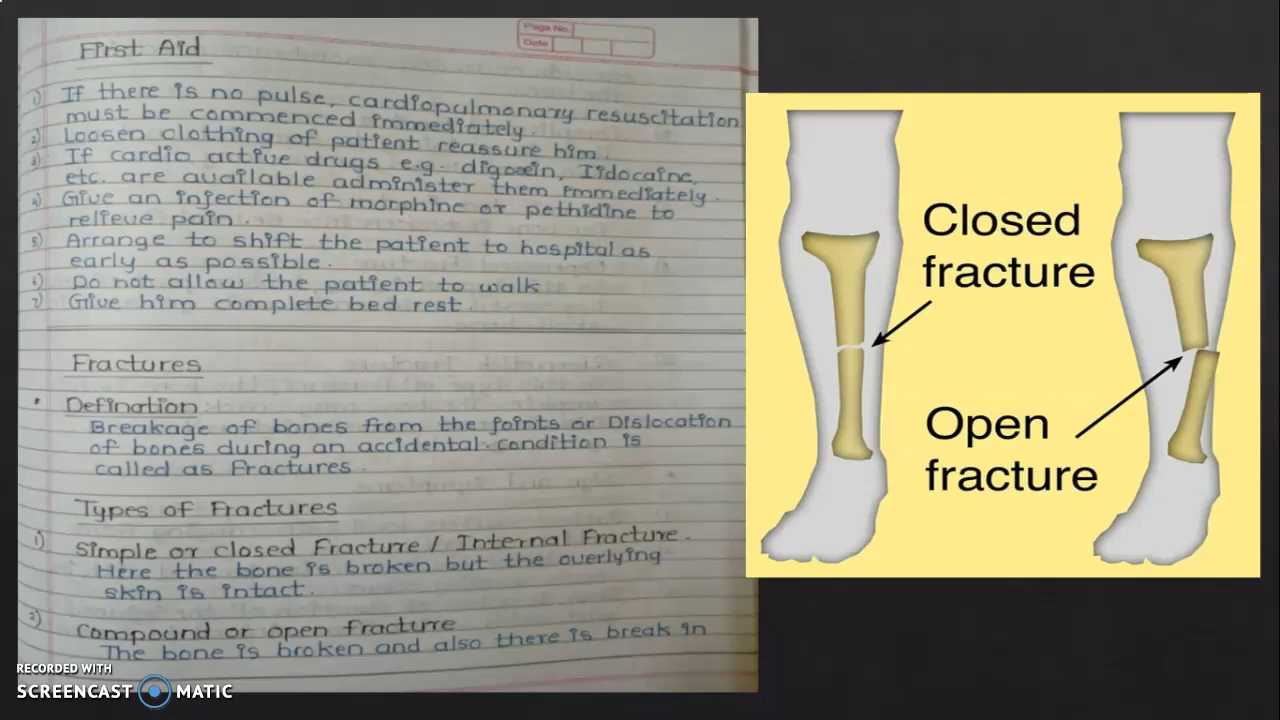 Page No.
Date
First Aid
1) If there is no pulse, cardiopulmonary resuscitation
must be commenced immediately.
2) Loosen clothing of patient reassure him.
3) If cardio active drugs e.g. digoxin, Iidocaine,
etc. are available administer them immediately.
4) Give an injection of morphine or pethidine to
relieve pain.
5) Arrange to shift the patient to hospital as
early as possible.
6) Do not allow the patient to walk
7) Give him complete bed rest.
Fractures
* Defination
Breakage of bones from the joints or Dislocation
of bones during an accidental condition is
called as fractures.
Types of Fractures
1) Simple or closed Fracture / Internal Fracture.
Here the bone is broken but the overlying
skin is intact.
2) Compound or open fracture
The bone is broken and also there is break in
Closed
fracture
Open
fracture
RECORDED WITH
SCREENCAST MATIC